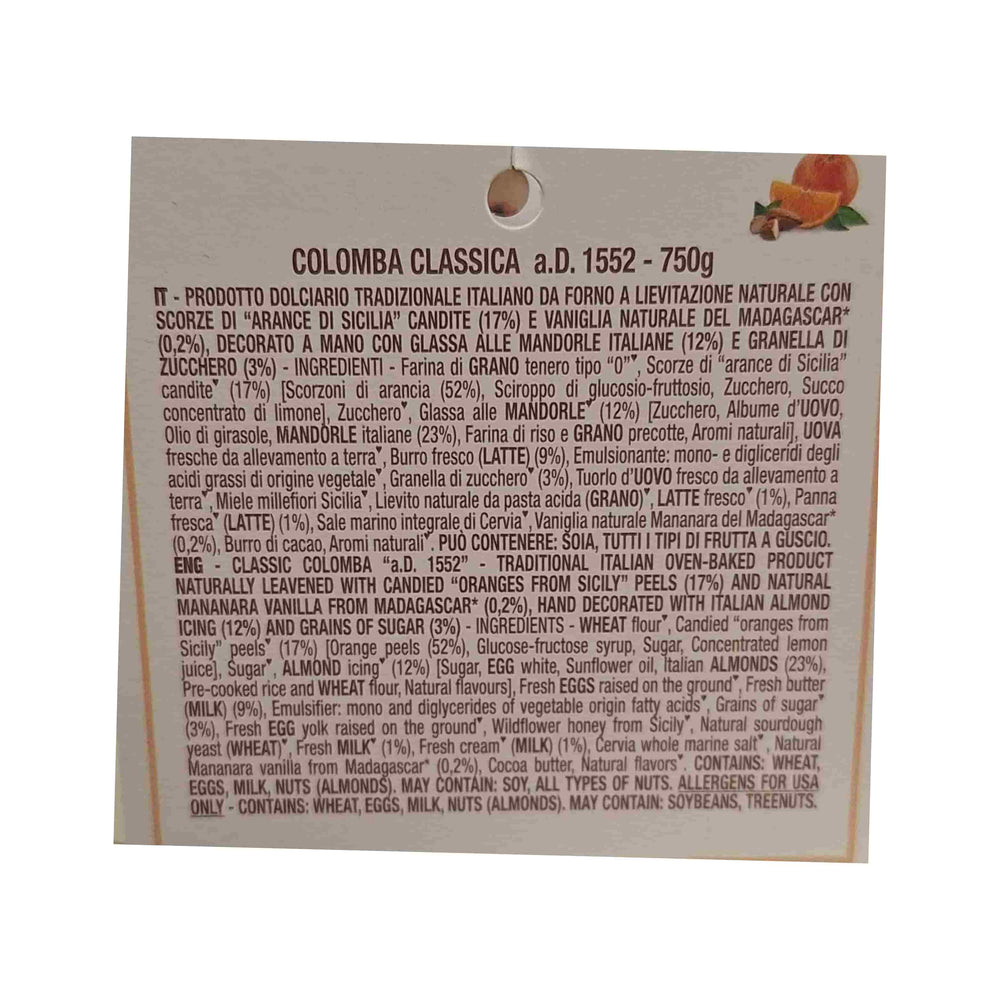 COLOMBA CLASSICA a.D. 1552 - 750g
IT - PRODOTTO DOLCIARIO TRADIZIONALE ITALIANO DA FORNO A LIEVITAZIONE NATURALE CON
SCORZE DI "ARANCE DI SICILIA" CANDITE (17%) E VANIGLIA NATURALE DEL MADAGASCAR*
(0,2%), DECORATO A MANO CON GLASSA ALLE MANDORLE ITALIANE (12%) E GRANELLA DI
ZUCCHERO (3%) - INGREDIENTI - Farina di GRANO tenero tipo "0"♥, Scorze di "arance di Sicilia"
candite♥ (17%) [Scorzoni di arancia (52%), Sciroppo di glucosio-fruttosio, Zucchero, Succo
concentrato di limone], Zucchero♥, Glassa alle MANDORLE♥ (12%) [Zucchero, Albume d'UOVO,
Olio di girasole, MANDORLE italiane (23%), Farina di riso e GRANO precotte, Aromi naturali], UOVA
fresche da allevamento a terra♥, Burro fresco (LATTE) (9%), Emulsionante: mono- e digliceridi degli
acidi grassi di origine vegetale♥, Granella di zucchero♥ (3%), Tuorlo d'UOVO fresco da allevamento a
terra♥, Miele millefiori Sicilia♥, Lievito naturale da pasta acida (GRANO)♥, LATTE fresco♥ (1%), Panna
fresca♥ (LATTE) (1%), Sale marino integrale di Cervia♥, Vaniglia naturale Mananara del Madagascar*
(0,2%), Burro di cacao, Aromi naturali♥. PUÒ CONTENERE: SOIA, TUTTI I TIPI DI FRUTTA A GUSCIO.
ENG - CLASSIC COLOMBA "a.D. 1552" - TRADITIONAL ITALIAN OVEN-BAKED PRODUCT
NATURALLY LEAVENED WITH CANDIED "ORANGES FROM SICILY" PEELS (17%) AND NATURAL
MANANARA VANILLA FROM MADAGASCAR* (0,2%), HAND DECORATED WITH ITALIAN ALMOND
ICING (12%) AND GRAINS OF SUGAR (3%) - INGREDIENTS - WHEAT flour♥, Candied "oranges from
Sicily" peels♥ (17%) [Orange peels (52%), Glucose-fructose syrup, Sugar, Concentrated lemon
juice], Sugar♥, ALMOND icing♥ (12%) [Sugar, EGG white, Sunflower oil, Italian ALMONDS (23%),
Pre-cooked rice and WHEAT flour, Natural flavours], Fresh EGGS raised on the ground♥, Fresh butter
(MILK) (9%), Emulsifier: mono and diglycerides of vegetable origin fatty acids♥, Grains of sugar♥
(3%), Fresh EGG yolk raised on the ground♥, Wildflower honey from Sicily♥, Natural sourdough
yeast (WHEAT)♥, Fresh MILK♥ (1%), Fresh cream♥ (MILK) (1%), Cervia whole marine salt♥, Natural
Mananara vanilla from Madagascar* (0,2%), Cocoa butter, Natural flavors♥. CONTAINS: WHEAT,
EGGS, MILK, NUTS (ALMONDS). MAY CONTAIN: SOY, ALL TYPES OF NUTS. ALLERGENS FOR USA
ONLY - CONTAINS: WHEAT, EGGS, MILK, NUTS (ALMONDS). MAY CONTAIN: SOYBEANS, TREENUTS.